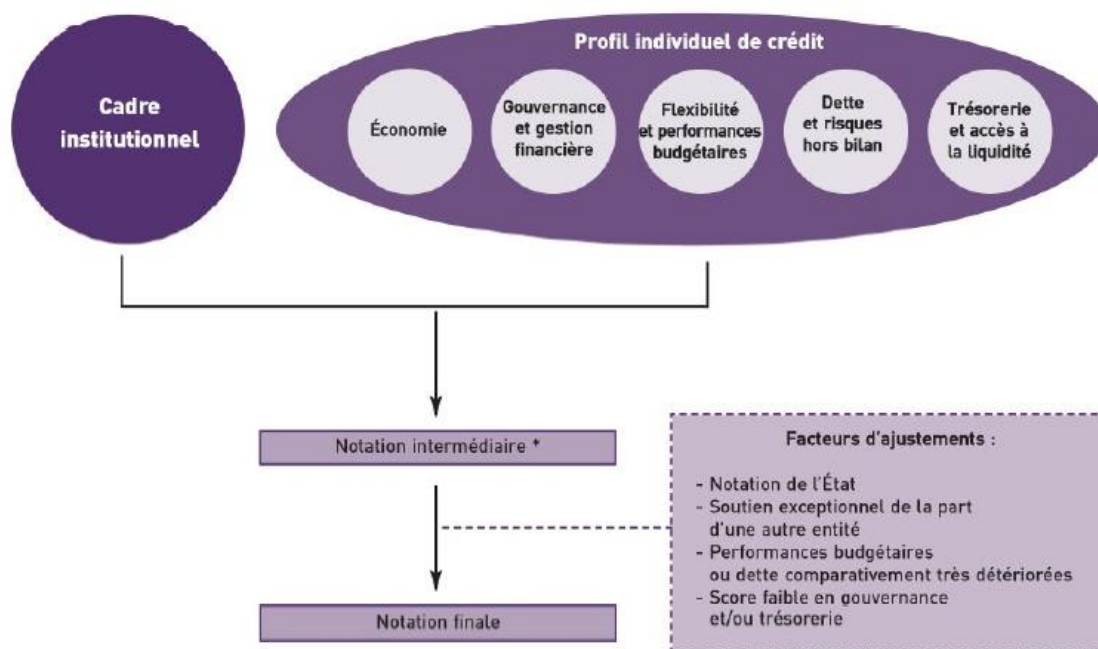 Profil individuel de crédit
Cadre
institutionnel
Économie
Gouvernance
et gestion
financière
Flexibilité
et performances
budgétaires
Dette
et risques
hors bilan
Trésorerie
et accès à
la liquidité
Notation intermédiaire *
Facteurs d'ajustements :
- Notation de l'État
- Soutien exceptionnel de la part
d'une autre entité
- Performances budgétaires
ou dette comparativement très détériorées
- Score faible en gouvernance
et/ou trésorerie
Notation finale